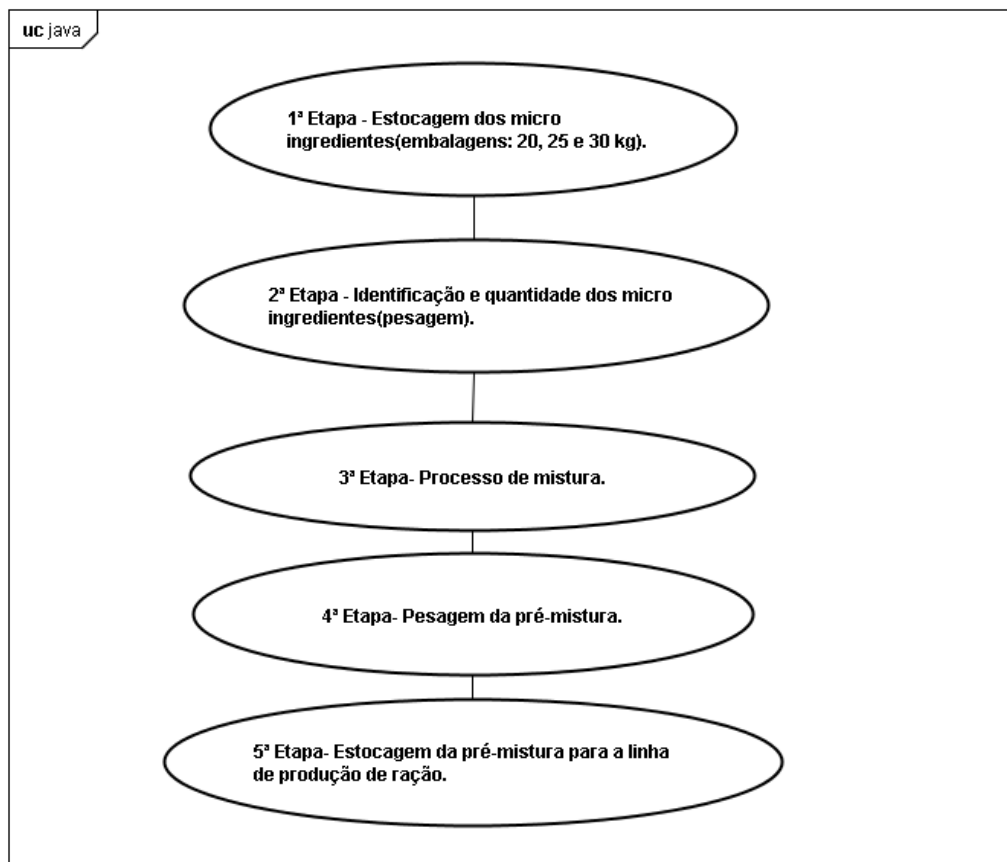 uc java
1ª Etapa - Estocagem dos micro
ingredientes(embalagens: 20, 25 e 30 kg).
2ª Etapa - Identificação e quantidade dos micro
ingredientes(pesagem).
3ª Etapa- Processo de mistura.
4ª Etapa- Pesagem da pré-mistura.
5ª Etapa- Estocagem da pré-mistura para a linha
de produção de ração.